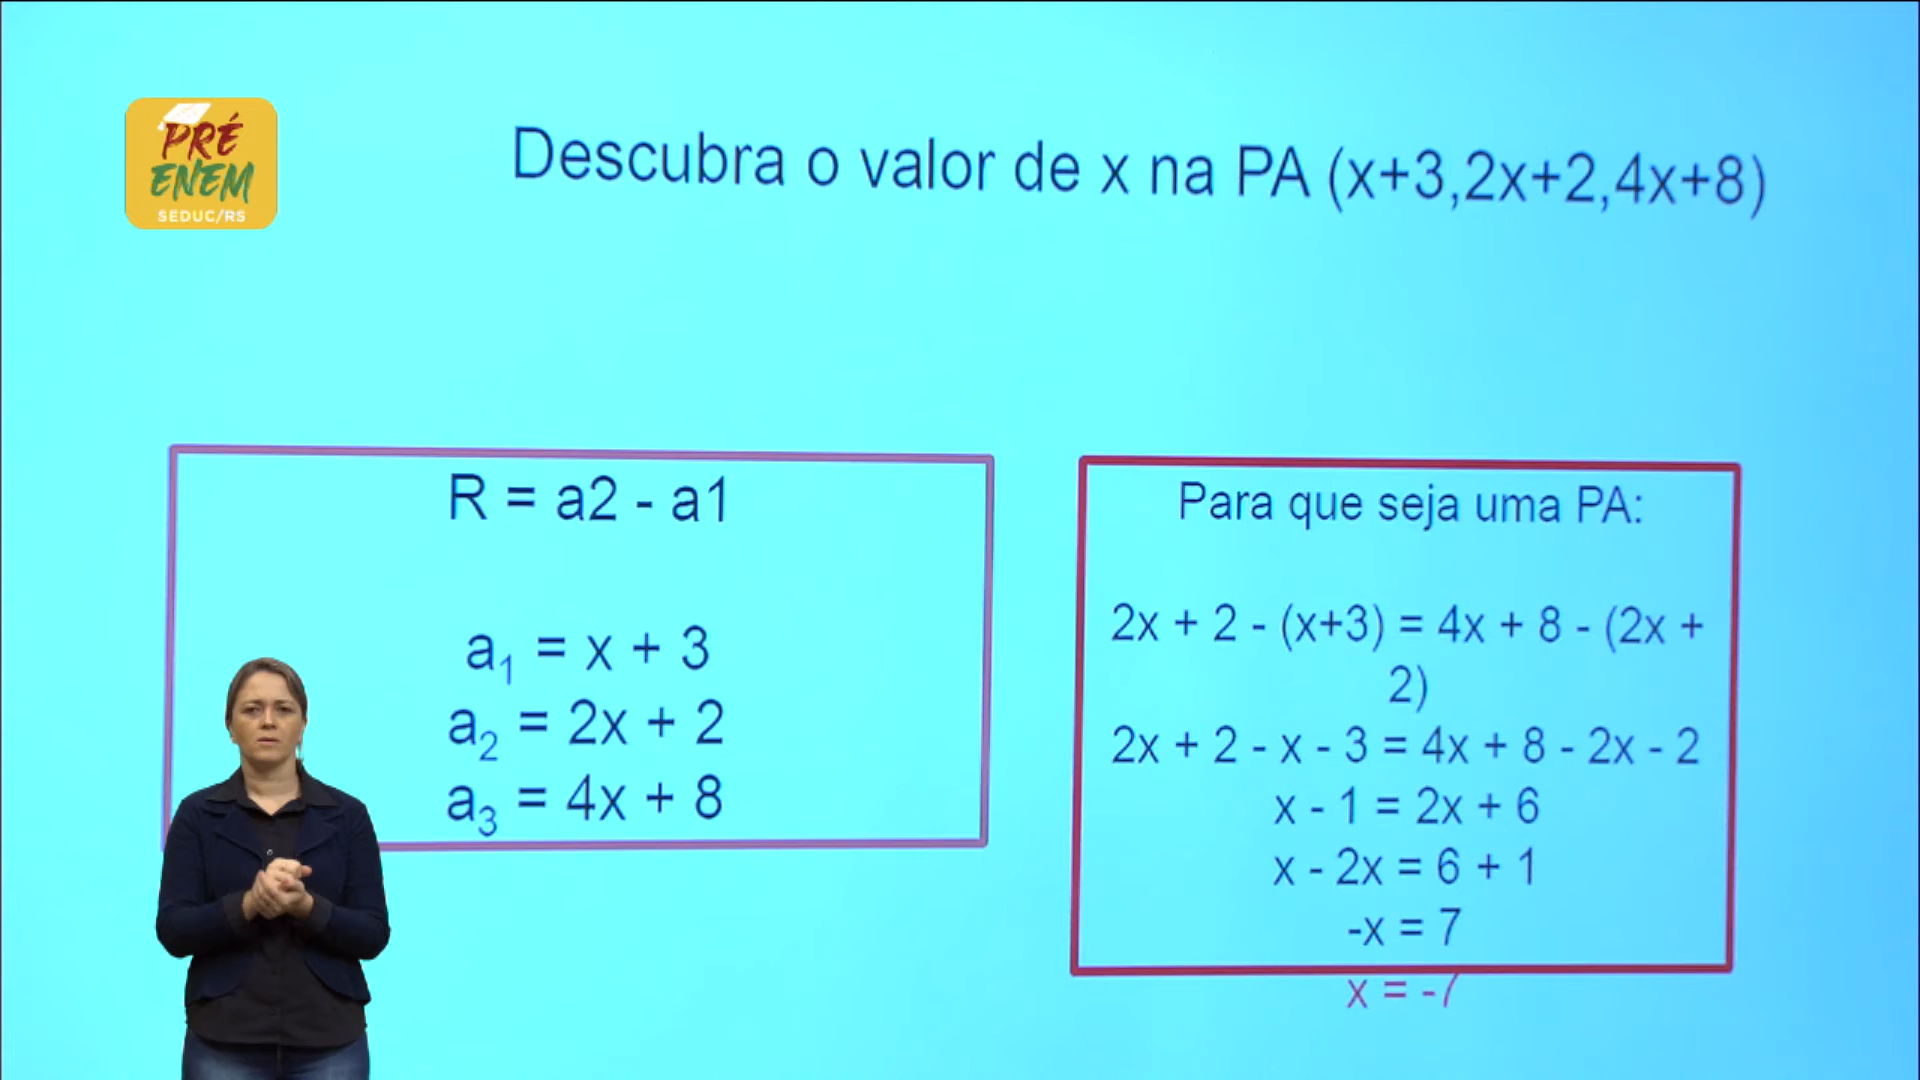 PRÉ
ENEM
SEDUC/RS
Descubra o valor de x na PA (x+3,2x+2,4x+8)
R = a2 - a1
a₁ = x + 3
a₂ = 2x + 2
a₃ = 4x + 8
Para que seja uma PA:
2x + 2 - (x+3) = 4x + 8 - (2x +
2)
2x + 2 - x - 3 = 4x + 8 - 2x - 2
x - 1 = 2x + 6
x - 2x = 6 + 1
-x = 7
x = -7